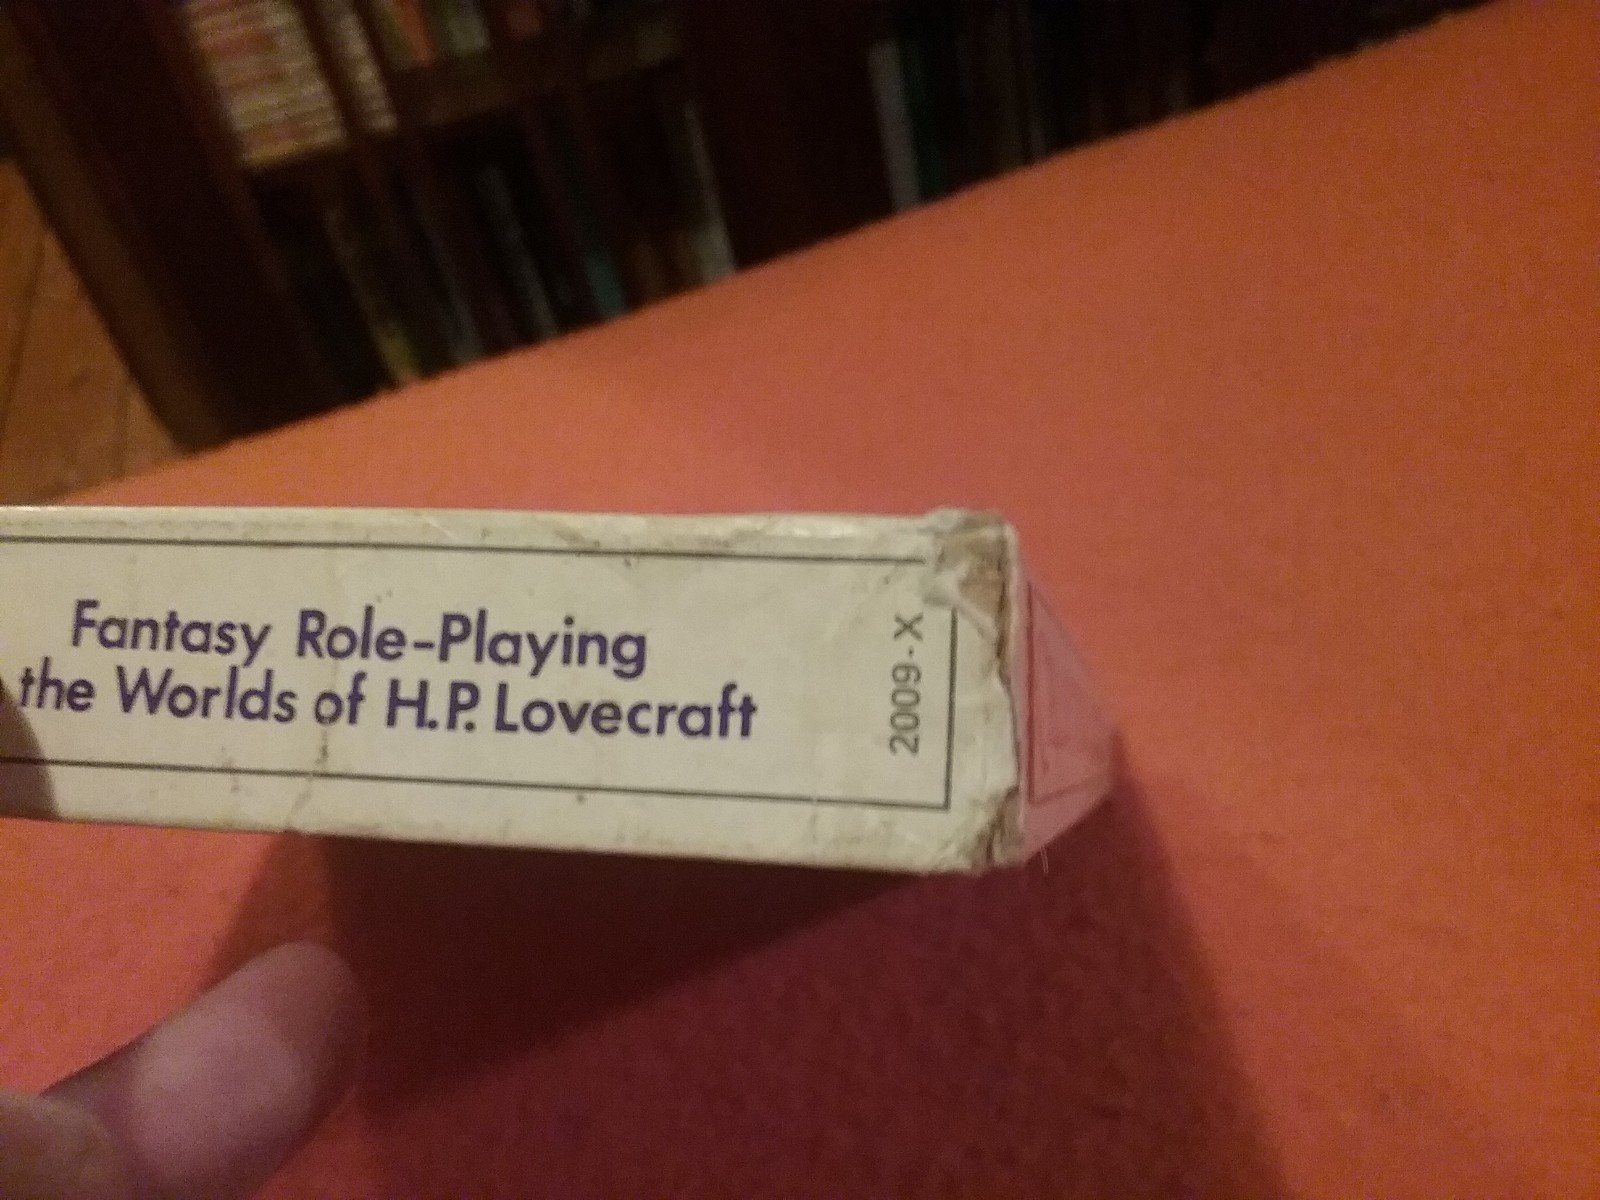 Fantasy Role-Playing
the Worlds of H.P. Lovecraft
2009-X